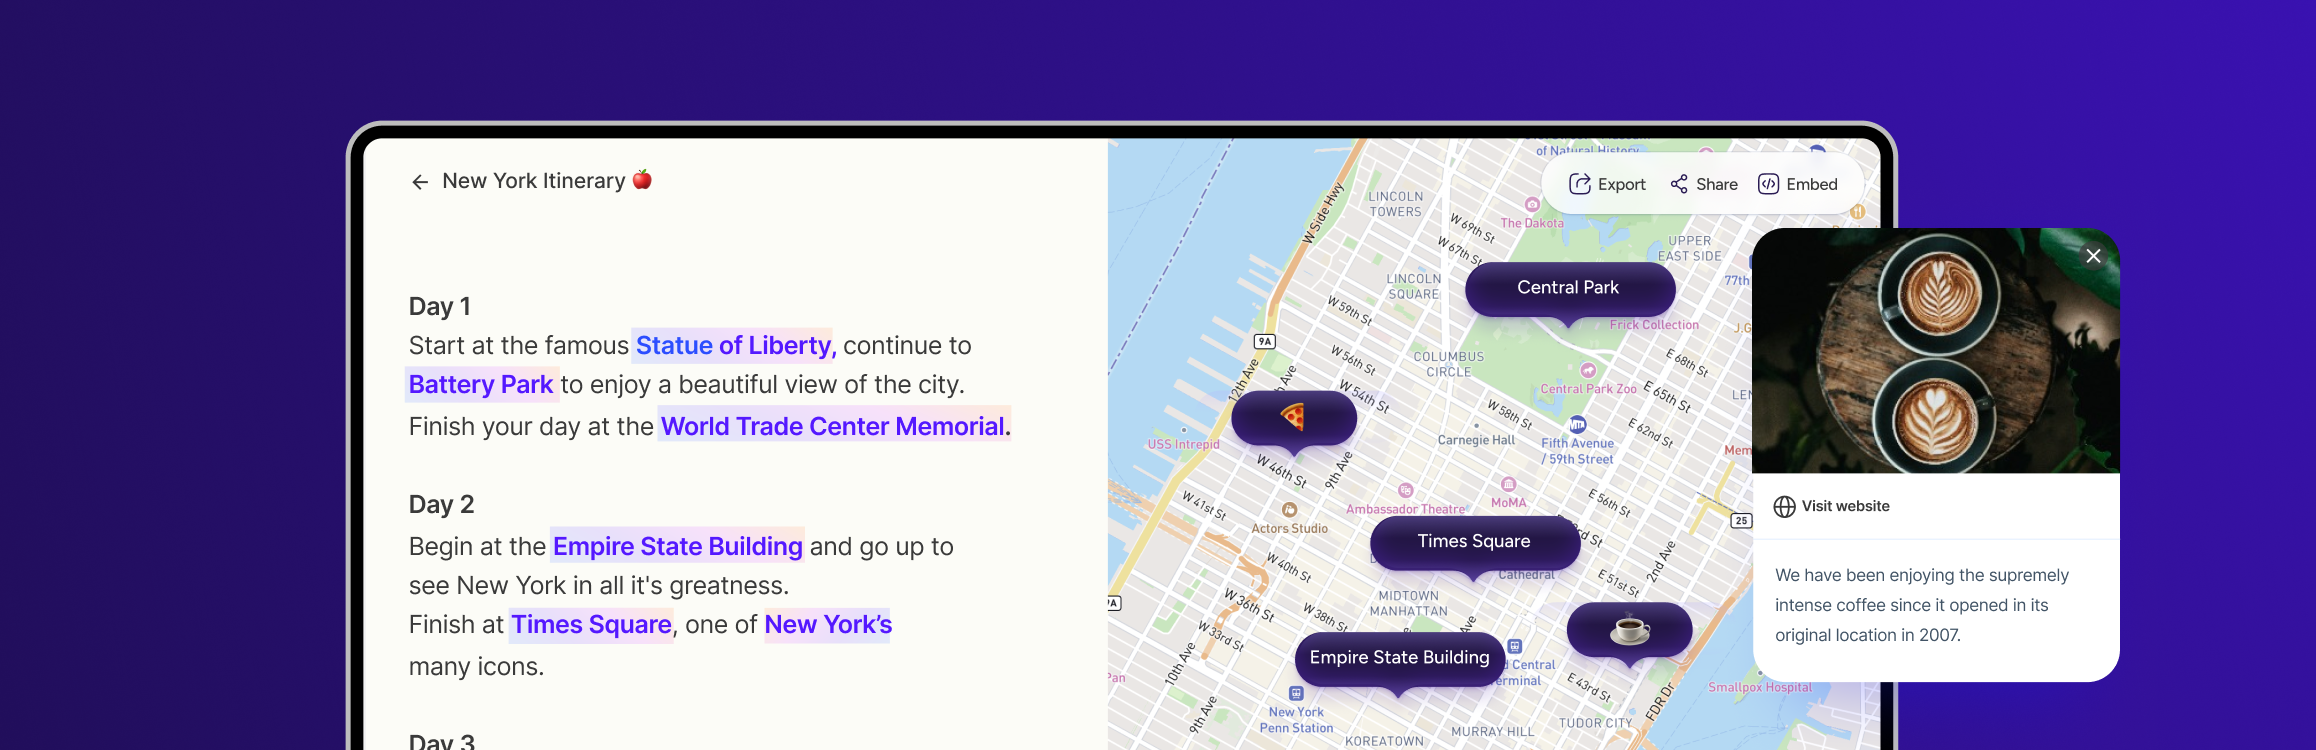 New York Itinerary
Day 1
Start at the famous Statue of Liberty, continue to
Battery Park to enjoy a beautiful view of the city.
Finish your day at the World Trade Center Memorial.
Day 2
Begin at the Empire State Building and go up to
see New York in all it's greatness.
Finish at Times Square, one of New York’s
many icons.
Day 3
of Natural History
Export
Share
Embed
LINCOLN
TOWERS
W Side Hwy
The Dakota
W 69th St
W 67th St
UPPER
EAST SIDE
77th
LINCOLN
SQUARE
Central Park
W 59th St
Frick Collection
J.G
9A
COLUMBUS
CIRCLE
W 56th St
E 68th St
12th Ave
W 54th St
Central Park Zoo
E 65th St
LEN
W 58th St
Carnegie Hall
Fifth Avenue
/ 59th Street
E 62nd St
USS Intrepid
Mem
W 46th St
9th Ave
W 41st St
Ambassador Theatre
MoMA
E 56th St
Actors Studio
25
Times Square
Cathedral
W 40th St
E 51st St
2nd Ave
MIDTOWN
MANHATTAN
W 36th St
W 38th St
W 33rd St
Empire State Building
10th Ave
E 43rd St
FDR Dr
Smallpox Hospital
9th Ave
New York
Penn Station
MURRAY HILL
TUDOR CITY
KOREATOWN
Visit website
We have been enjoying the supremely
intense coffee since it opened in its
original location in 2007.